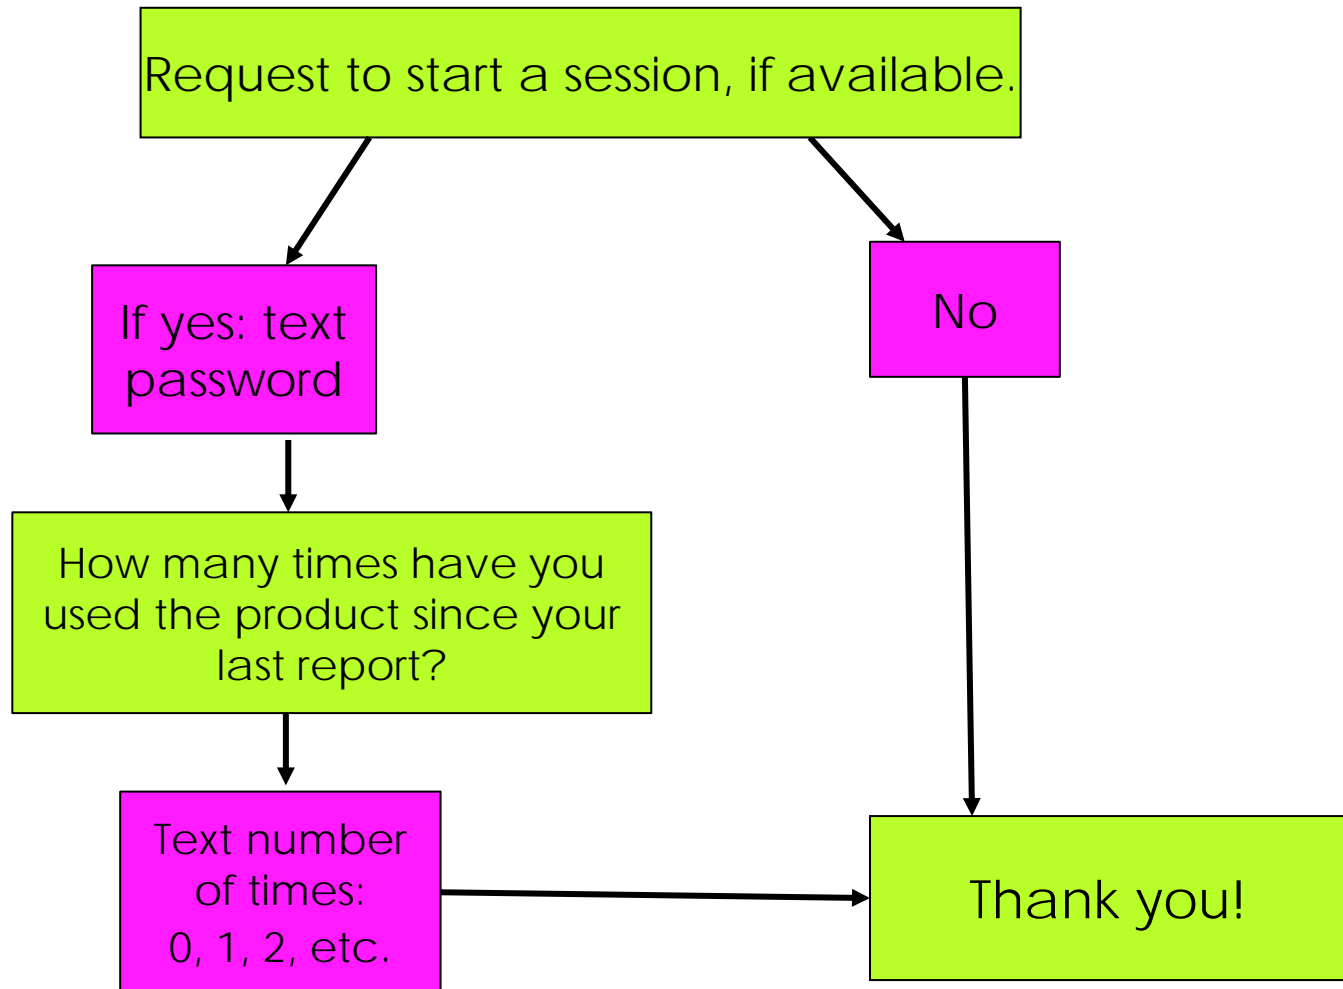 Request to start a session, if available.
If yes: text
password
No
How many times have you
used the product since your
last report?
Text number
of times:
0, 1, 2, etc.
Thank you!